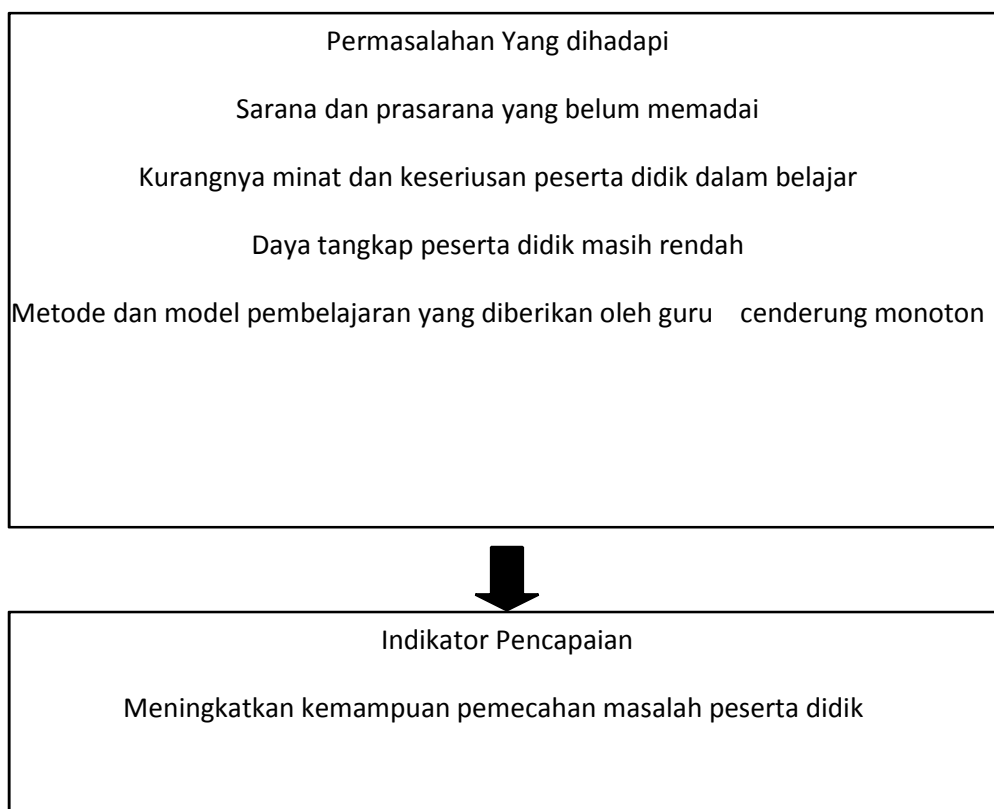 Permasalahan Yang dihadapi
Sarana dan prasarana yang belum memadai
Kurangnya minat dan keseriusan peserta didik dalam belajar
Daya tangkap peserta didik masih rendah
Metode dan model pembelajaran yang diberikan oleh guru cenderung monoton
Indikator Pencapaian
Meningkatkan kemampuan pemecahan masalah peserta didik